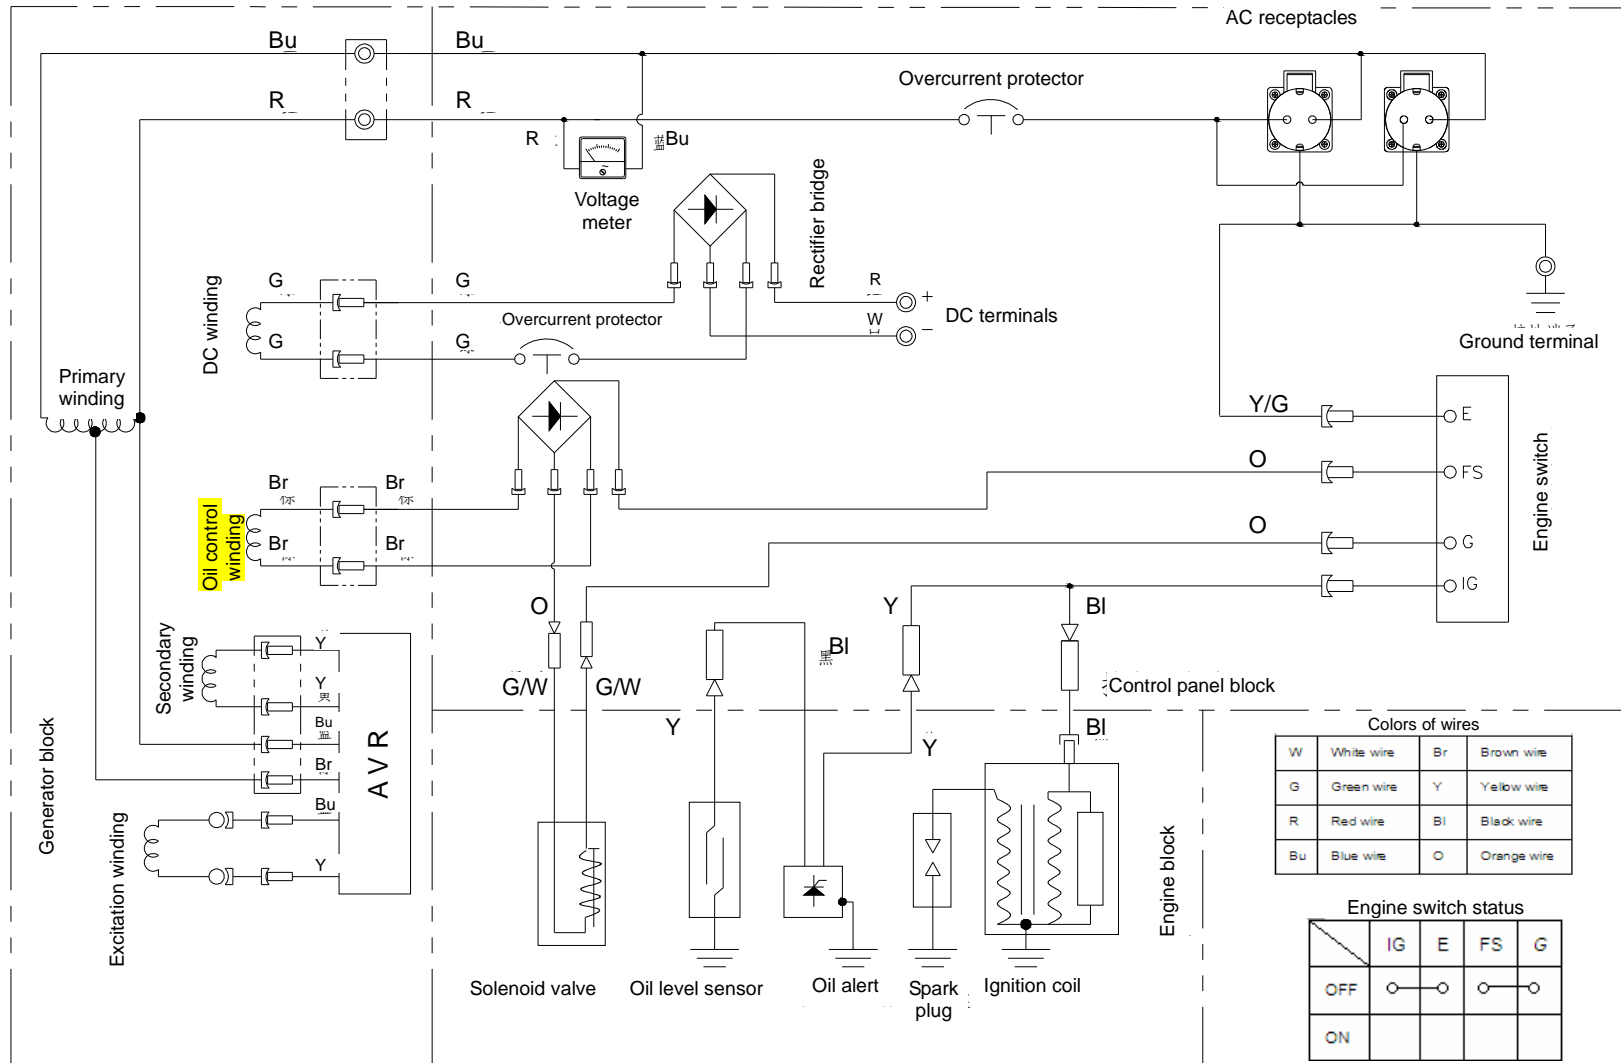 AC receptacles
Bu
Bu
Overcurrent protector
R
R
R
蓝
Bu
Voltage
meter
Rectifier bridge
DC winding
G
G
R
+
Overcurrent protector
W
DC terminals
−
G
G
Ground terminal
Primary
winding
Y/G
E
O
FS
Engine switch
Br
Br
Oil control
winding
Br
Br
O
G
IG
O
Y
Bl
Secondary
winding
Y
黑
Bl
Y
G/W
G/W
Control panel block
Bu
Y
Y
Bl
Generator block
Br
AVR
Bu
Excitation winding
Y
Engine block
Solenoid valve
Oil level sensor
Oil alert
Spark
plug
Ignition coil
Colors of wires
W White wire Br Brown wire
G Green wire Y Yellow wire
R Red wire Bl Black wire
Bu Blue wire O Orange wire
Engine switch status
IG E FS G
OFF
ON